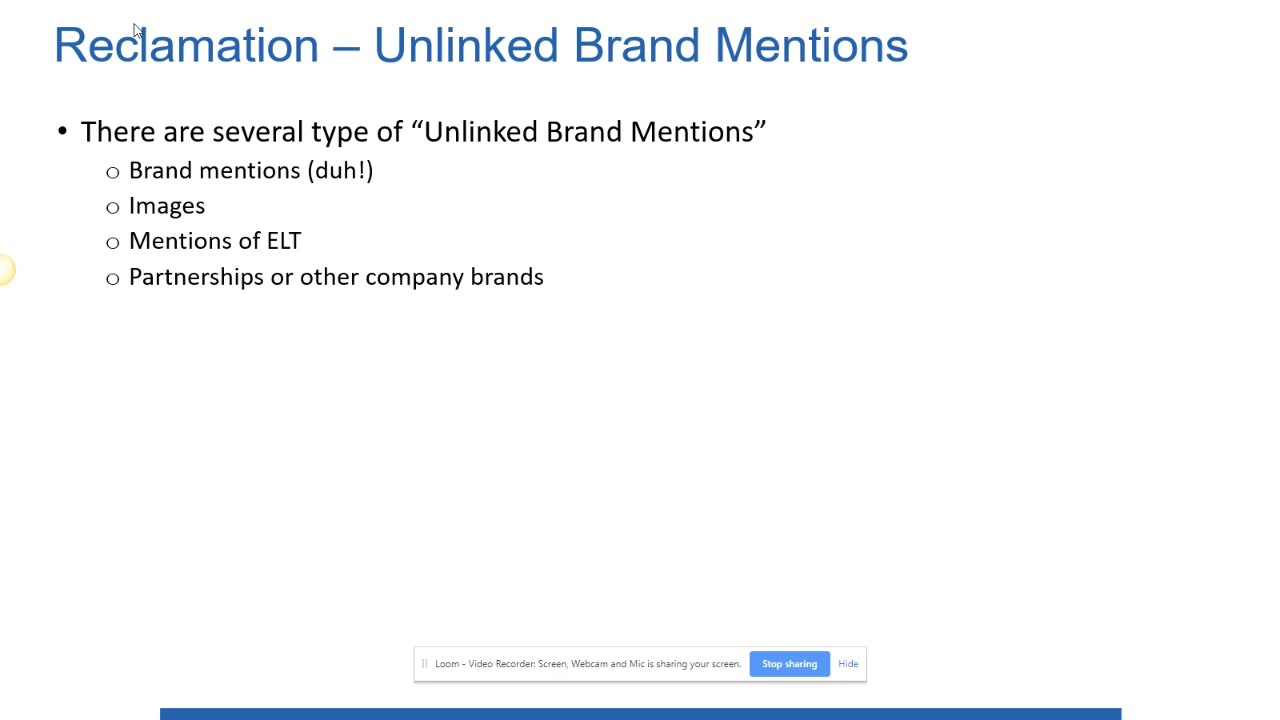 Reclamation – Unlinked Brand Mentions
• There are several type of “Unlinked Brand Mentions”
o Brand mentions (duh!)
o Images
o Mentions of ELT
o Partnerships or other company brands
Loom - Video Recorder: Screen, Webcam and Mic is sharing your screen. Stop sharing Hide